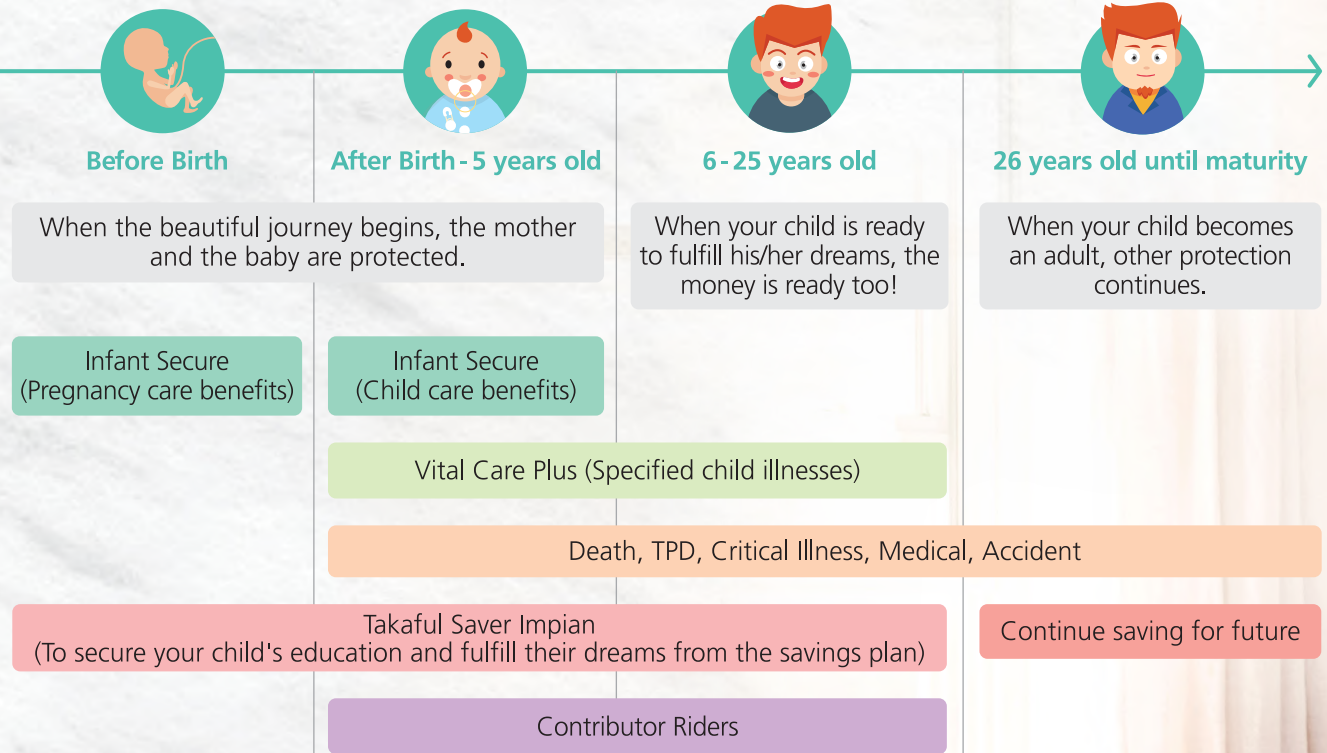 Before Birth
After Birth - 5 years old
6 - 25 years old
26 years old until maturity
When the beautiful journey begins, the mother
and the baby are protected.
When your child is ready
to fulfill his/her dreams, the
money is ready too!
When your child becomes
an adult, other protection
continues.
Infant Secure
(Pregnancy care benefits)
Infant Secure
(Child care benefits)
Vital Care Plus (Specified child illnesses)
Death, TPD, Critical Illness, Medical, Accident
Takaful Saver Impian
(To secure your child's education and fulfill their dreams from the savings plan)
Continue saving for future
Contributor Riders